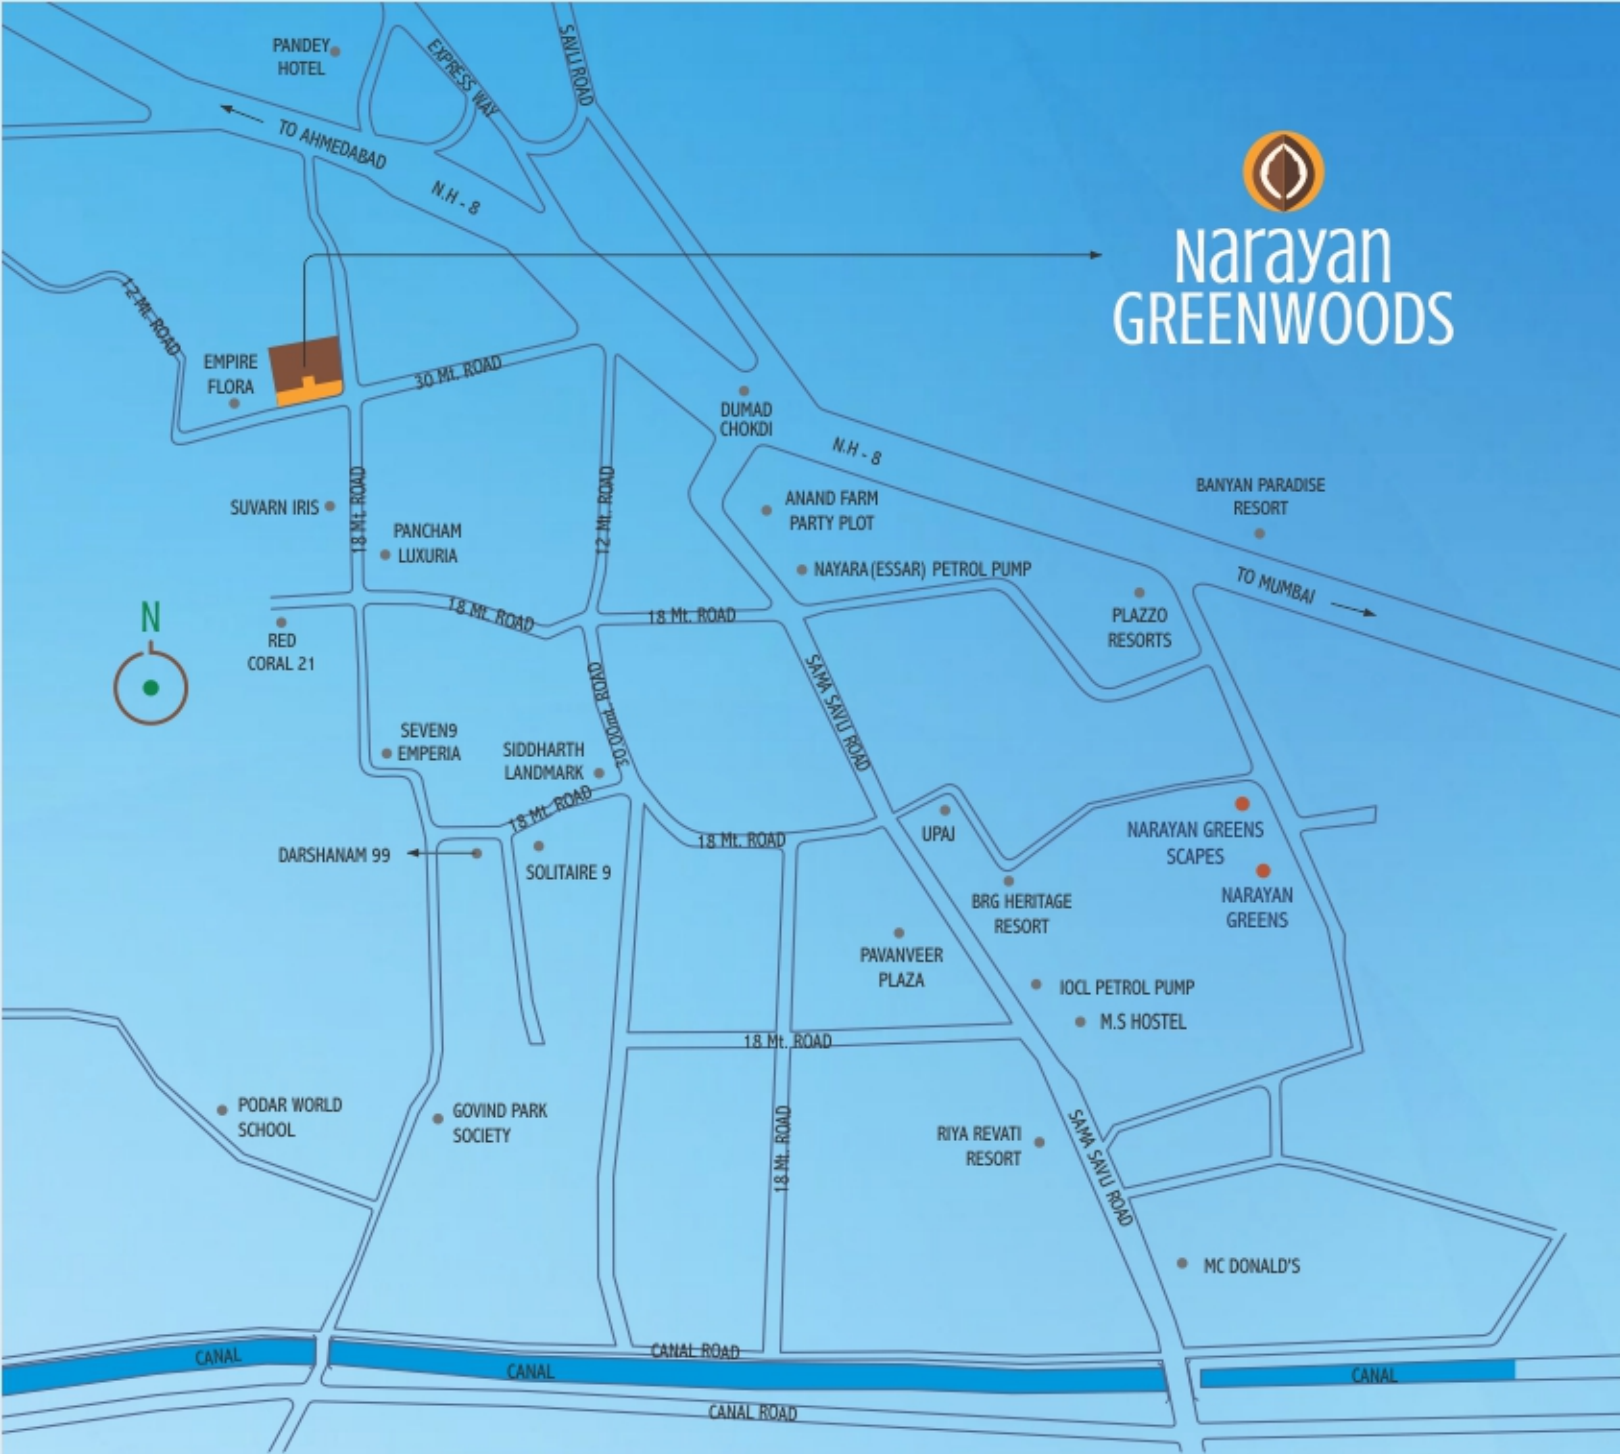 PANDEY
HOTEL
EXPRESS WAY
SAVLI ROAD
TO AHMEDABAD
N.H - 8
Narayan
GREENWOODS
12 Mt. ROAD
EMPIRE
FLORA
30 Mt. ROAD
DUMAD
CHOKDI
N.H - 8
BANYAN PARADISE
RESORT
SUVARN IRIS
18 Mt. ROAD
PANCHAM
LUXURIA
12 Mt. ROAD
ANAND FARM
PARTY PLOT
NAYARA(ESSAR) PETROL PUMP
TO MUMBAI
N
18 Mt. ROAD
18 Mt. ROAD
PLAZZO
RESORTS
RED
CORAL 21
30.00mt. ROAD
SAMA SAVLI ROAD
SEVEN9
EMPERIA
SIDDHARTH
LANDMARK
18 Mt. ROAD
18 Mt. ROAD
UPAJ
NARAYAN GREENS
SCAPES
DARSHANAM 99
SOLITAIRE 9
BRG HERITAGE
RESORT
NARAYAN
GREENS
PAVANVEER
PLAZA
IOCL PETROL PUMP
M.S HOSTEL
18 Mt. ROAD
PODAR WORLD
SCHOOL
GOVIND PARK
SOCIETY
18 Mt. ROAD
RIYA REVATI
RESORT
SAMA SAVLI ROAD
MC DONALD'S
CANAL
CANAL ROAD
CANAL
CANAL
CANAL ROAD